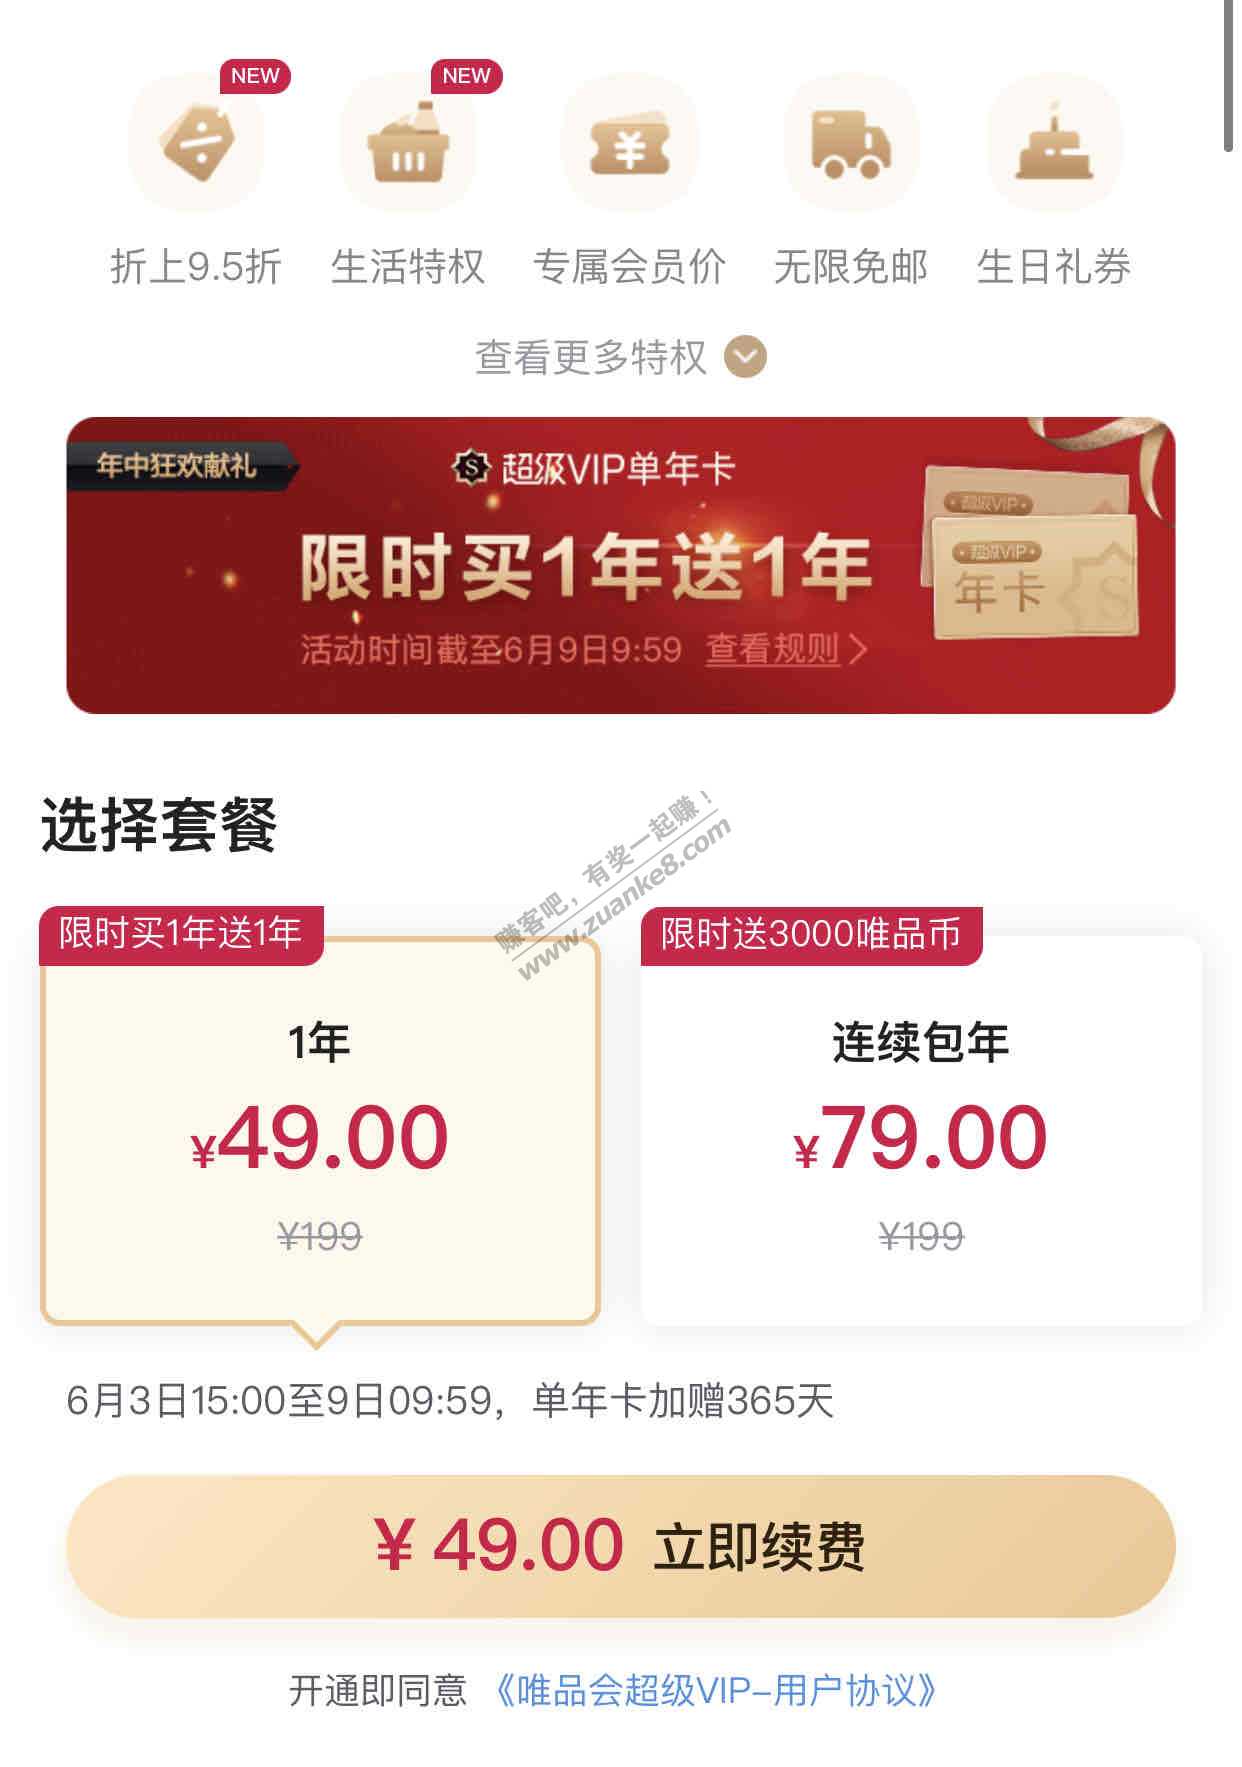 NEW
NEW
折上9.5折
生活特权
专属会员价
无限免邮
生日礼券
查看更多特权
年中狂欢献礼
S 超级VIP单年卡
限时买1年送1年
活动时间截至6月9日9:59 查看规则
超级VIP
超级VIP
年卡
S
选择套餐
赚客吧，有奖一起赚！
www.zuanke8.com
限时买1年送1年
1年
¥49.00
¥199
限时送3000唯品币
连续包年
¥79.00
¥199
6月3日15:00至9日09:59，单年卡加赠365天
¥ 49.00 立即续费
开通即同意 《唯品会超级VIP-用户协议》